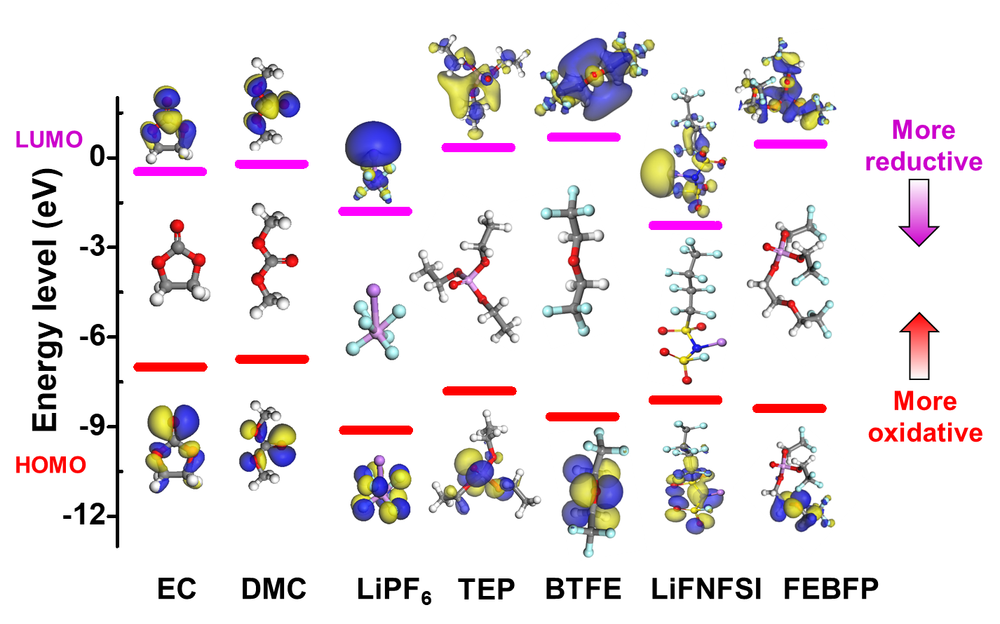 LUMO
Energy level (eV)
0
-3
-6
-9
-12
HOMO
More
reductive
More
oxidative
EC
DMC
LiPF₆
TEP
BTFE
LiFNFSI
FEBFP